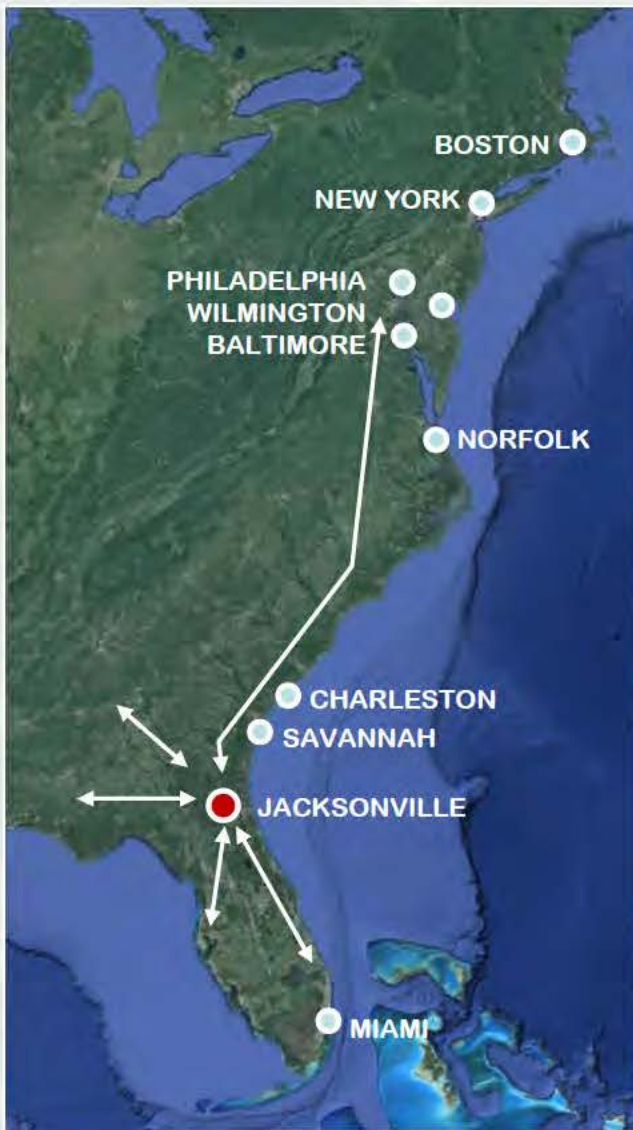 BOSTON
NEW YORK
PHILADELPHIA
WILMINGTON
BALTIMORE
NORFOLK
CHARLESTON
SAVANNAH
JACKSONVILLE
MIAMI